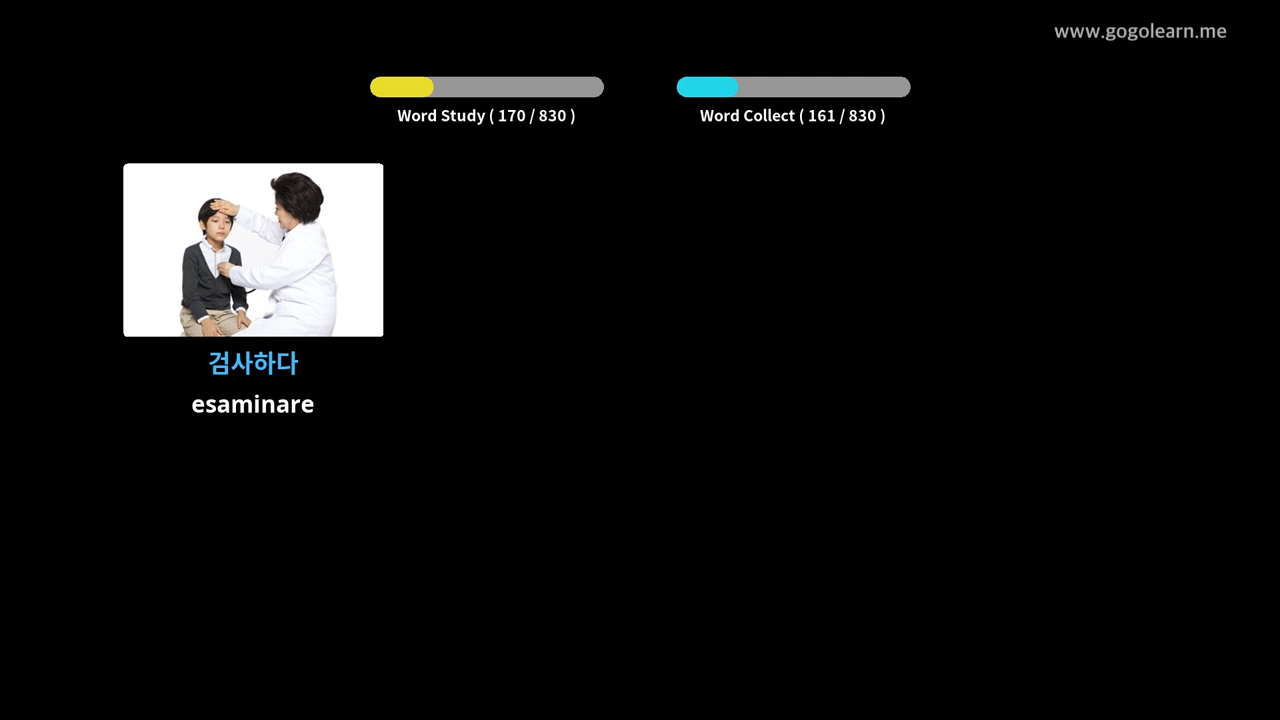 www.gogolearn.me
Word Study ( 170 / 830 )
Word Collect ( 161 / 830 )
검사하다
esaminare